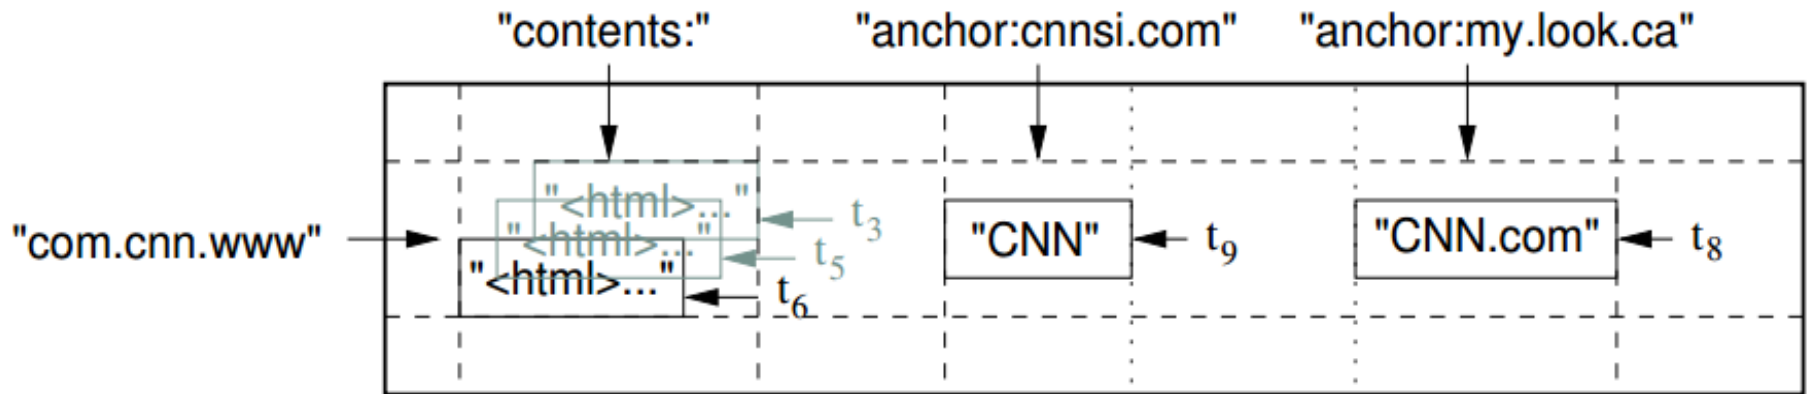 "contents:" "anchor:cnnsi.com" "anchor:my.look.ca"
"<html>..." t3
"com.cnn.www" "<html>..." t5 "CNN" t9 "CNN.com" t8
"<html>..." t6